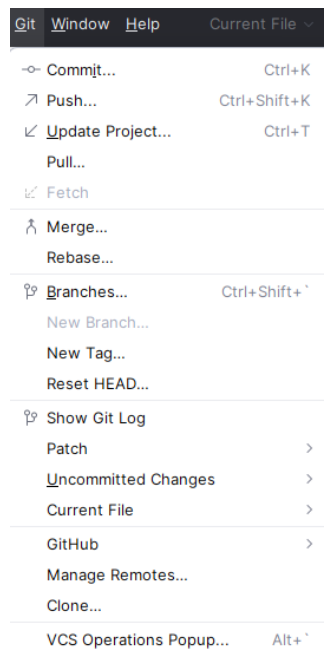 Git Window Help Current File
Commit... Ctrl+K
Push... Ctrl+Shift+K
Update Project... Ctrl+T
Pull...
Fetch
Merge...
Rebase...
Branches... Ctrl+Shift+`
New Branch...
New Tag...
Reset HEAD...
Show Git Log
Patch
Uncommitted Changes
Current File
GitHub
Manage Remotes...
Clone...
VCS Operations Popup... Alt+`